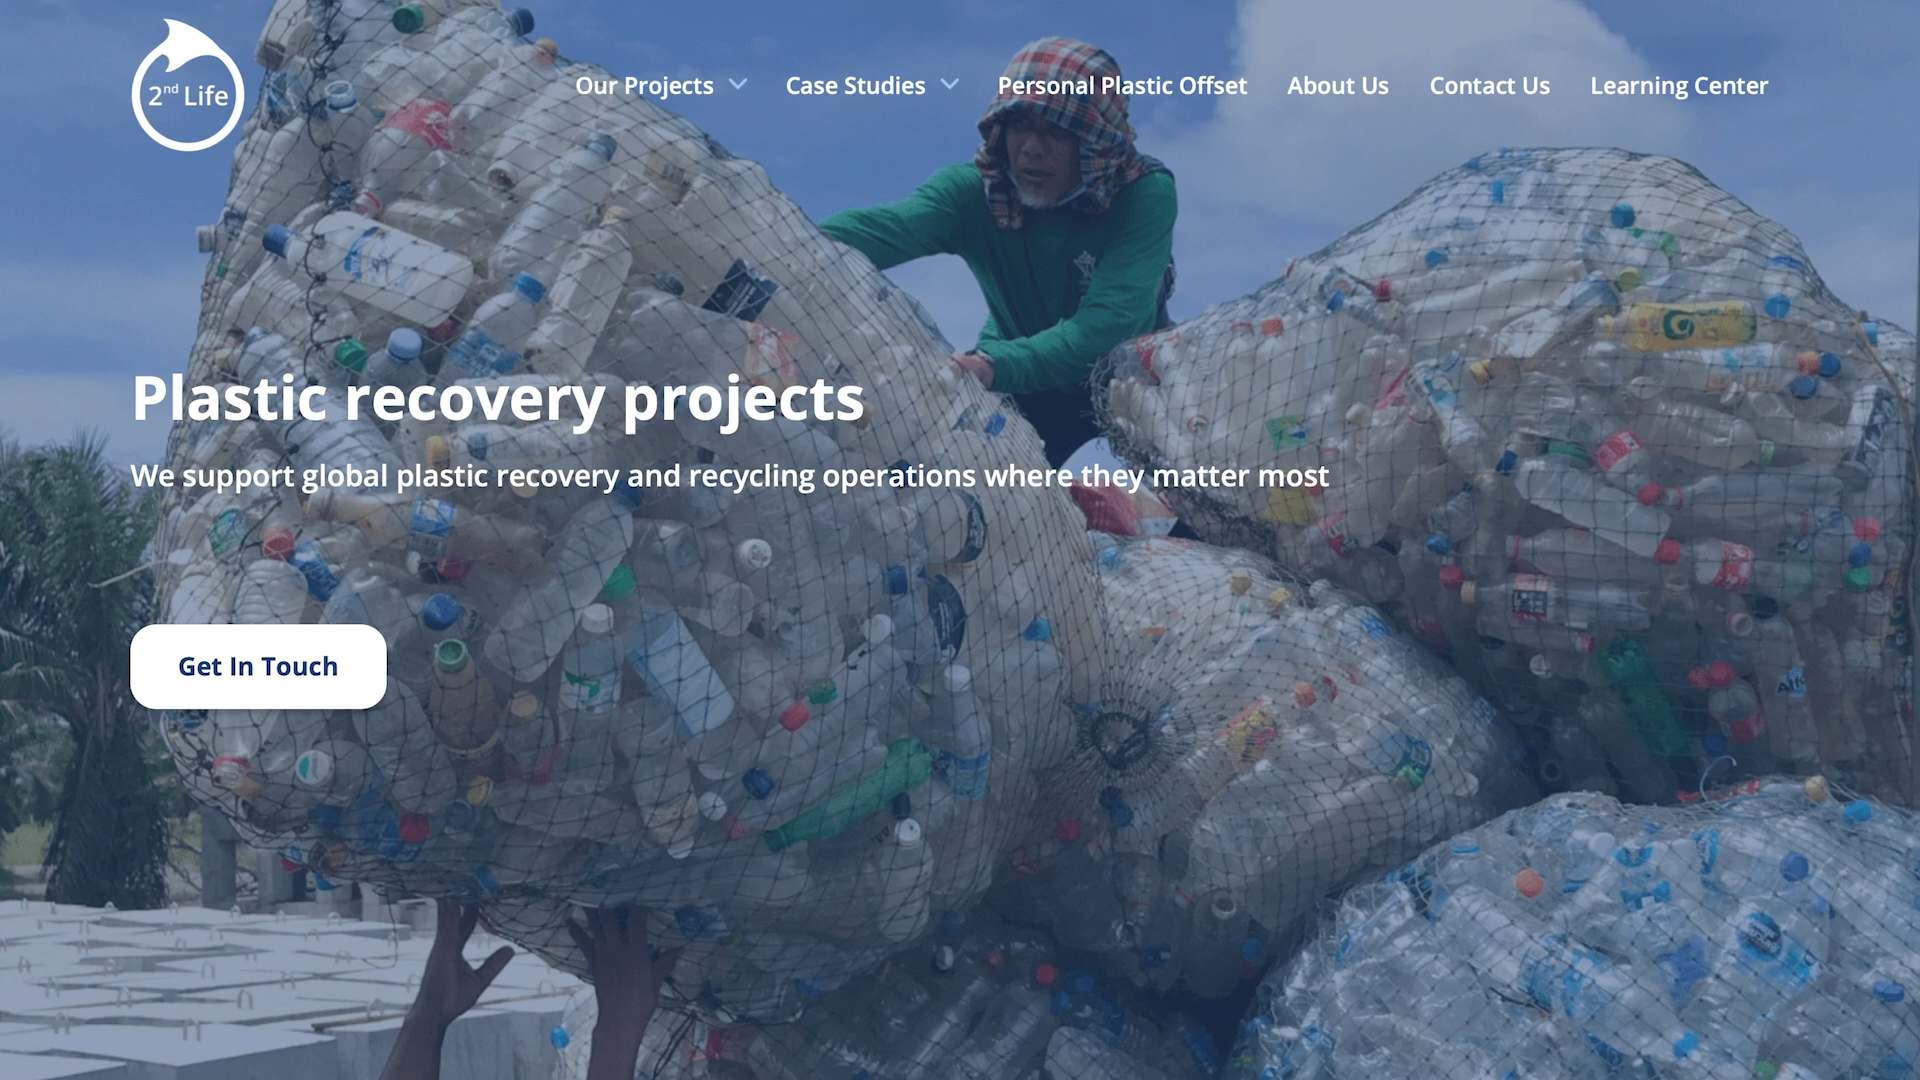 2nd Life
Our Projects
Case Studies
Personal Plastic Offset
About Us
Contact Us
Learning Center
Plastic recovery projects
We support global plastic recovery and recycling operations where they matter most
Get In Touch